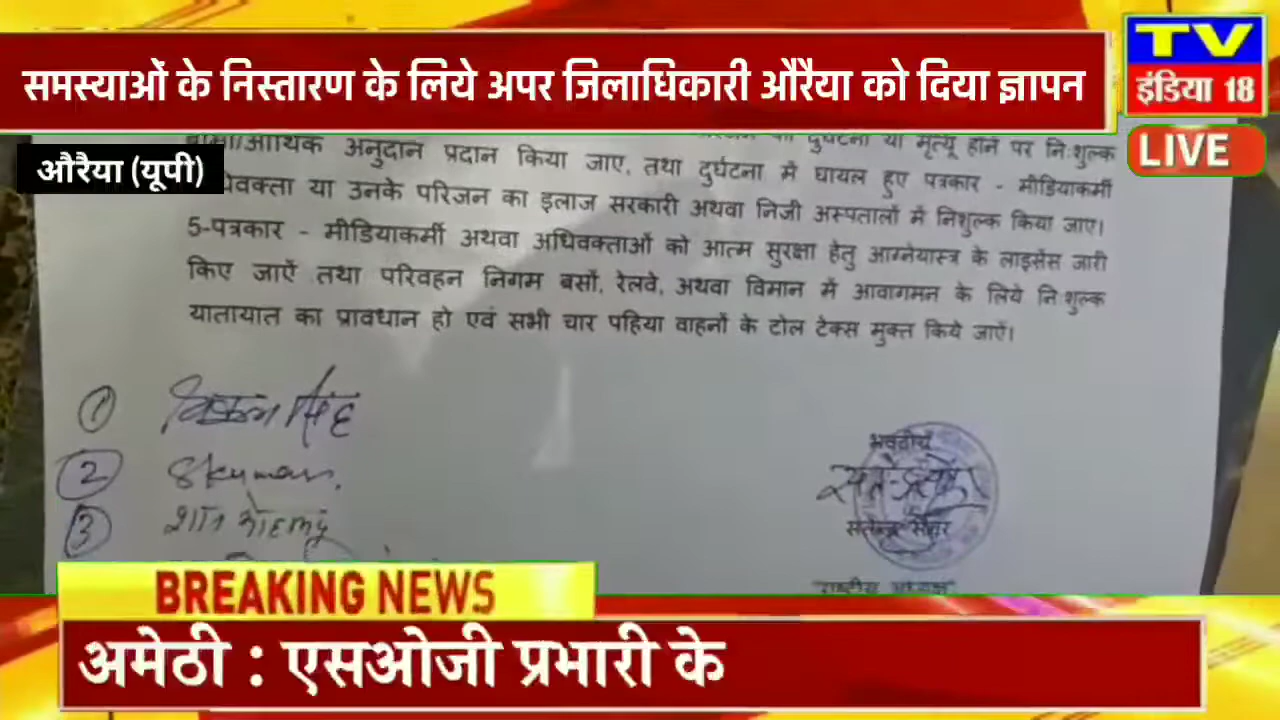 समस्याओं के निस्तारण के लिये अपर जिलाधिकारी औरैया को दिया ज्ञापन
TV
इंडिया 18
LIVE
औरैया (यूपी)
दुर्घटना या मृत्यू होने पर निःशुल्क
अनुदान प्रदान किया जाए, तथा दुर्घटना में घायल हुए पत्रकार - मीडियाकर्मी
या उनके परिजन का इलाज सरकारी अथवा निजी अस्पतालों में निशुल्क किया जाए।
5-पत्रकार - मीडियाकर्मी अथवा अधिवक्ताओं को आत्म सुरक्षा हेतु आग्नेयास्त्र के लाइसेंस जारी
किए जाऐं तथा परिवहन निगम बसों, रेलवे, अथवा विमान में आवागमन के लिये निःशुल्क
यातायात का प्रावधान हो एवं सभी चार पहिया वाहनों के टोल टेक्स मुक्त किये जाऐं।
1
2
3
भवदीय
BREAKING NEWS
अमेठी : एसओजी प्रभारी के